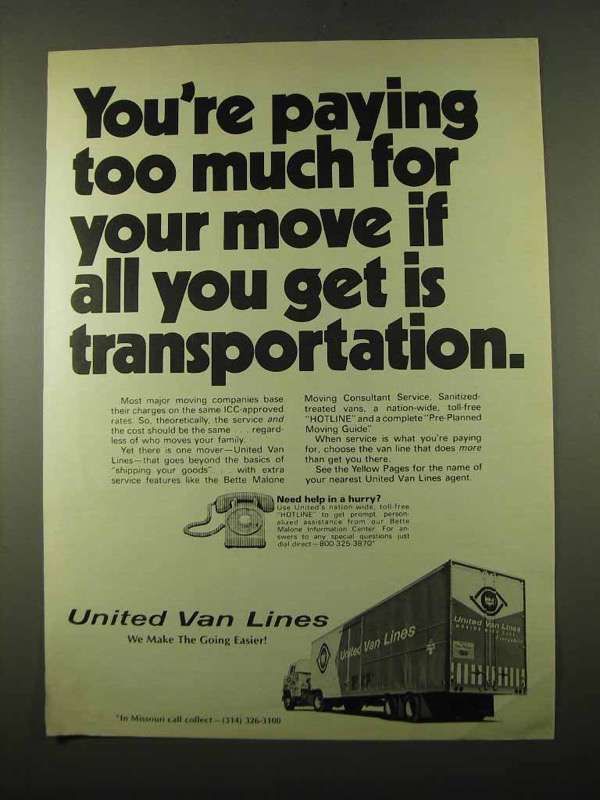 You're paying
too much for
your move if
all you get is
transportation.
Most major moving companies base
their charges on the same ICC-approved
rates. So, theoretically, the service and
the cost should be the same . . . regard-
less of who moves your family.
Yet there is one mover—United Van
Lines—that goes beyond the basics of
"shipping your goods" . . . with extra
service features like the Bette Malone
Moving Consultant Service, Sanitized-
treated vans, a nation-wide, toll-free
"HOTLINE" and a complete "Pre-Planned
Moving Guide".
When service is what you're paying
for, choose the van line that does more
than get you there.
See the Yellow Pages for the name of
your nearest United Van Lines agent.
Need help in a hurry?
Use United's nation-wide, toll-free
"HOTLINE" to get prompt, person-
alized assistance from our Bette
Malone Information Center. For an-
swers to any special questions just
dial direct—800 325 3870*
United Van Lines
We Make The Going Easier!
United Van Lines
United Van Lines
*In Missouri call collect—(314) 326-3100